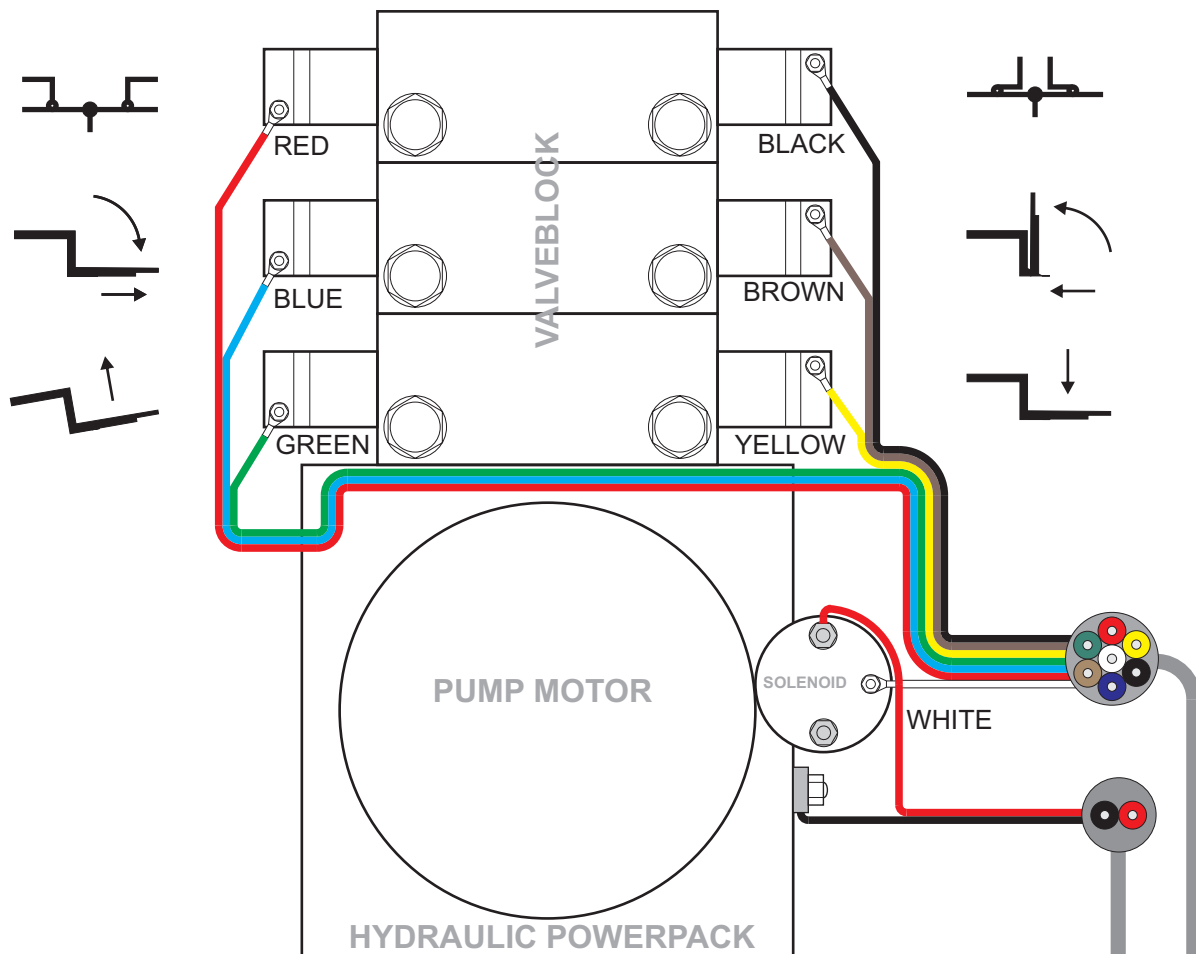 RED
BLACK
VALVEBLOCK
BLUE
BROWN
GREEN
YELLOW
PUMP MOTOR
SOLENOID
WHITE
HYDRAULIC POWERPACK